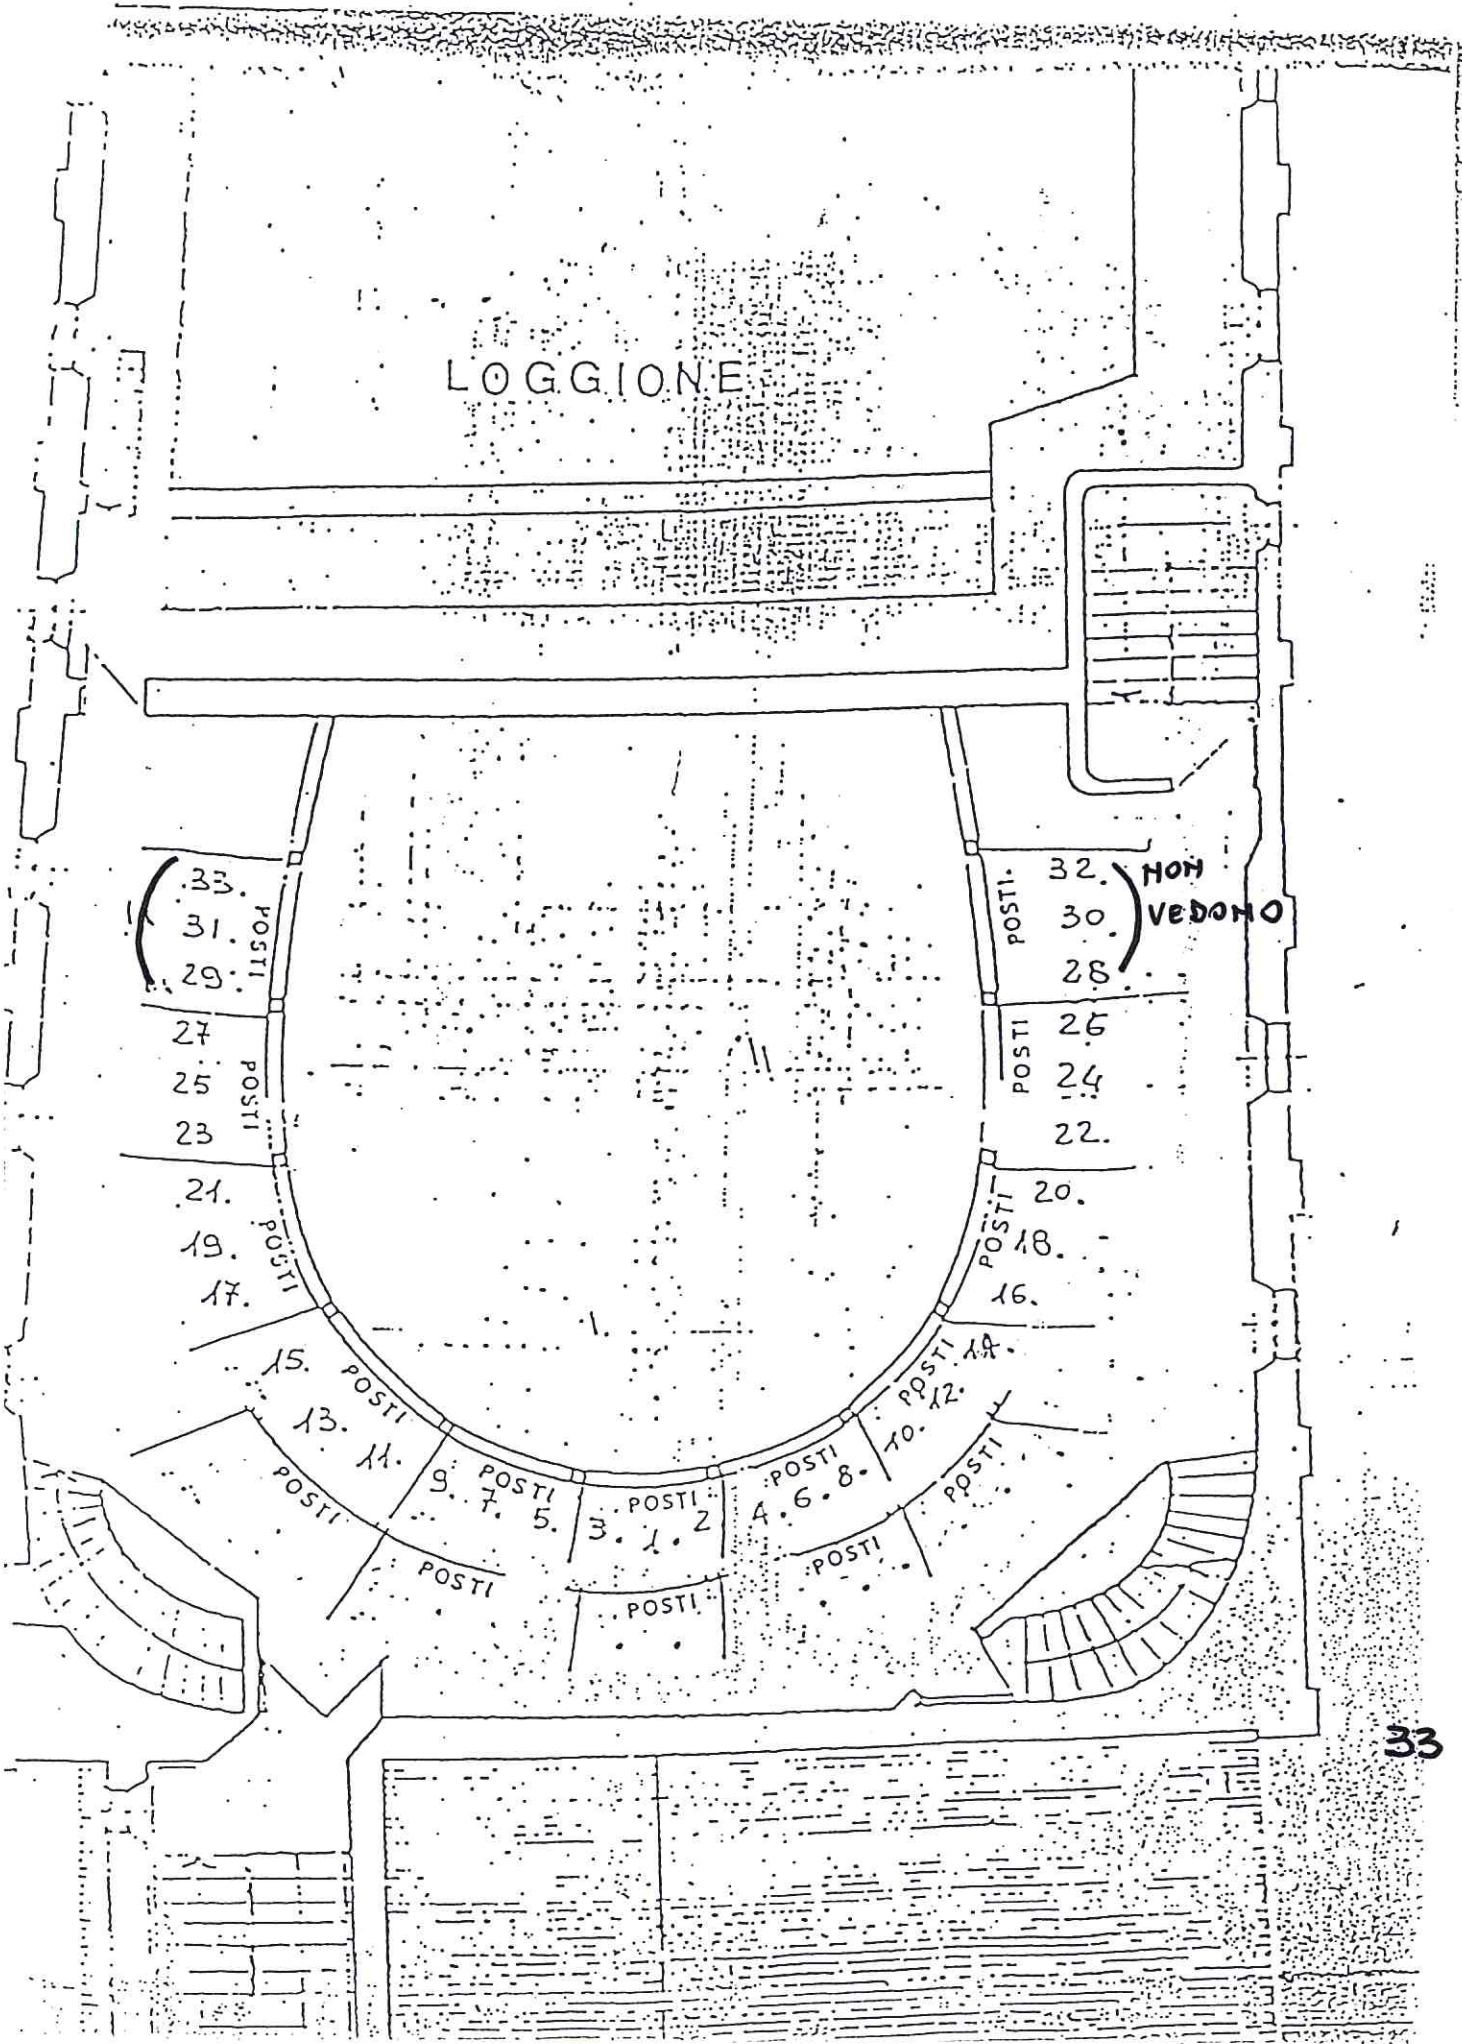 LOGGIONE
33.
31.
29.
POSTI
32.
30.
28.
POSTI
NON
VEDONO
27
25
23
POSTI
26
24
22.
POSTI
21.
19.
17.
POSTI
20.
18.
16.
POSTI
15.
13.
11.
POSTI
14.
12.
10.
POSTI
9. 7. 5.
POSTI
3. 1. 2
POSTI
4. 6. 8.
POSTI
POSTI
POSTI
POSTI
POSTI
POSTI
33